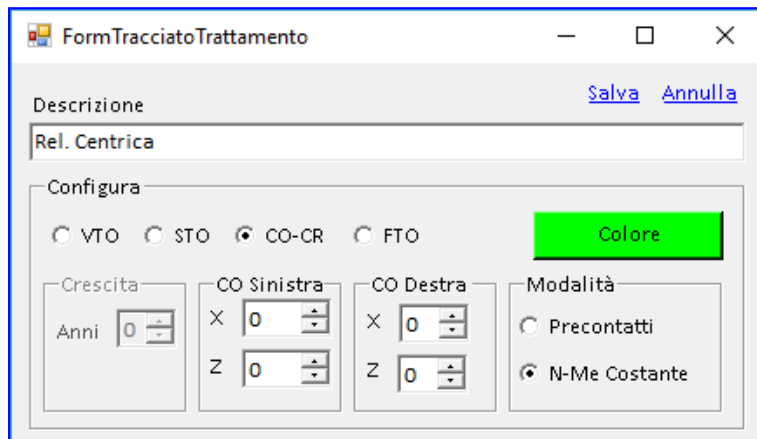 FormTracciatoTrattamento
Salva Annulla
Descrizione
Rel. Centrica
Configura
VTO STO CO-CR FTO Colore
Crescita CO Sinistra CO Destra Modalità
X 0 X 0 Precontatti
Anni 0
Z 0 Z 0 N-Me Costante